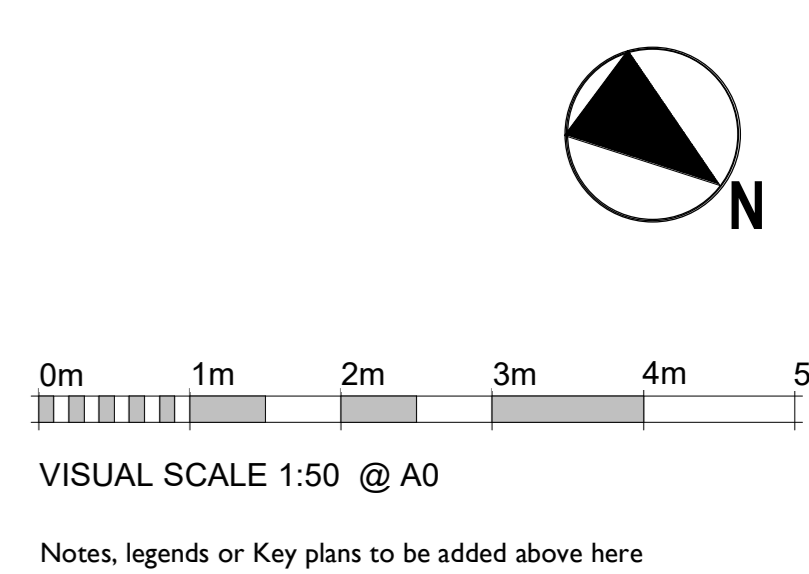 N
0m 1m 2m 3m 4m 5
VISUAL SCALE 1:50 @ A0
Notes, legends or Key plans to be added above here